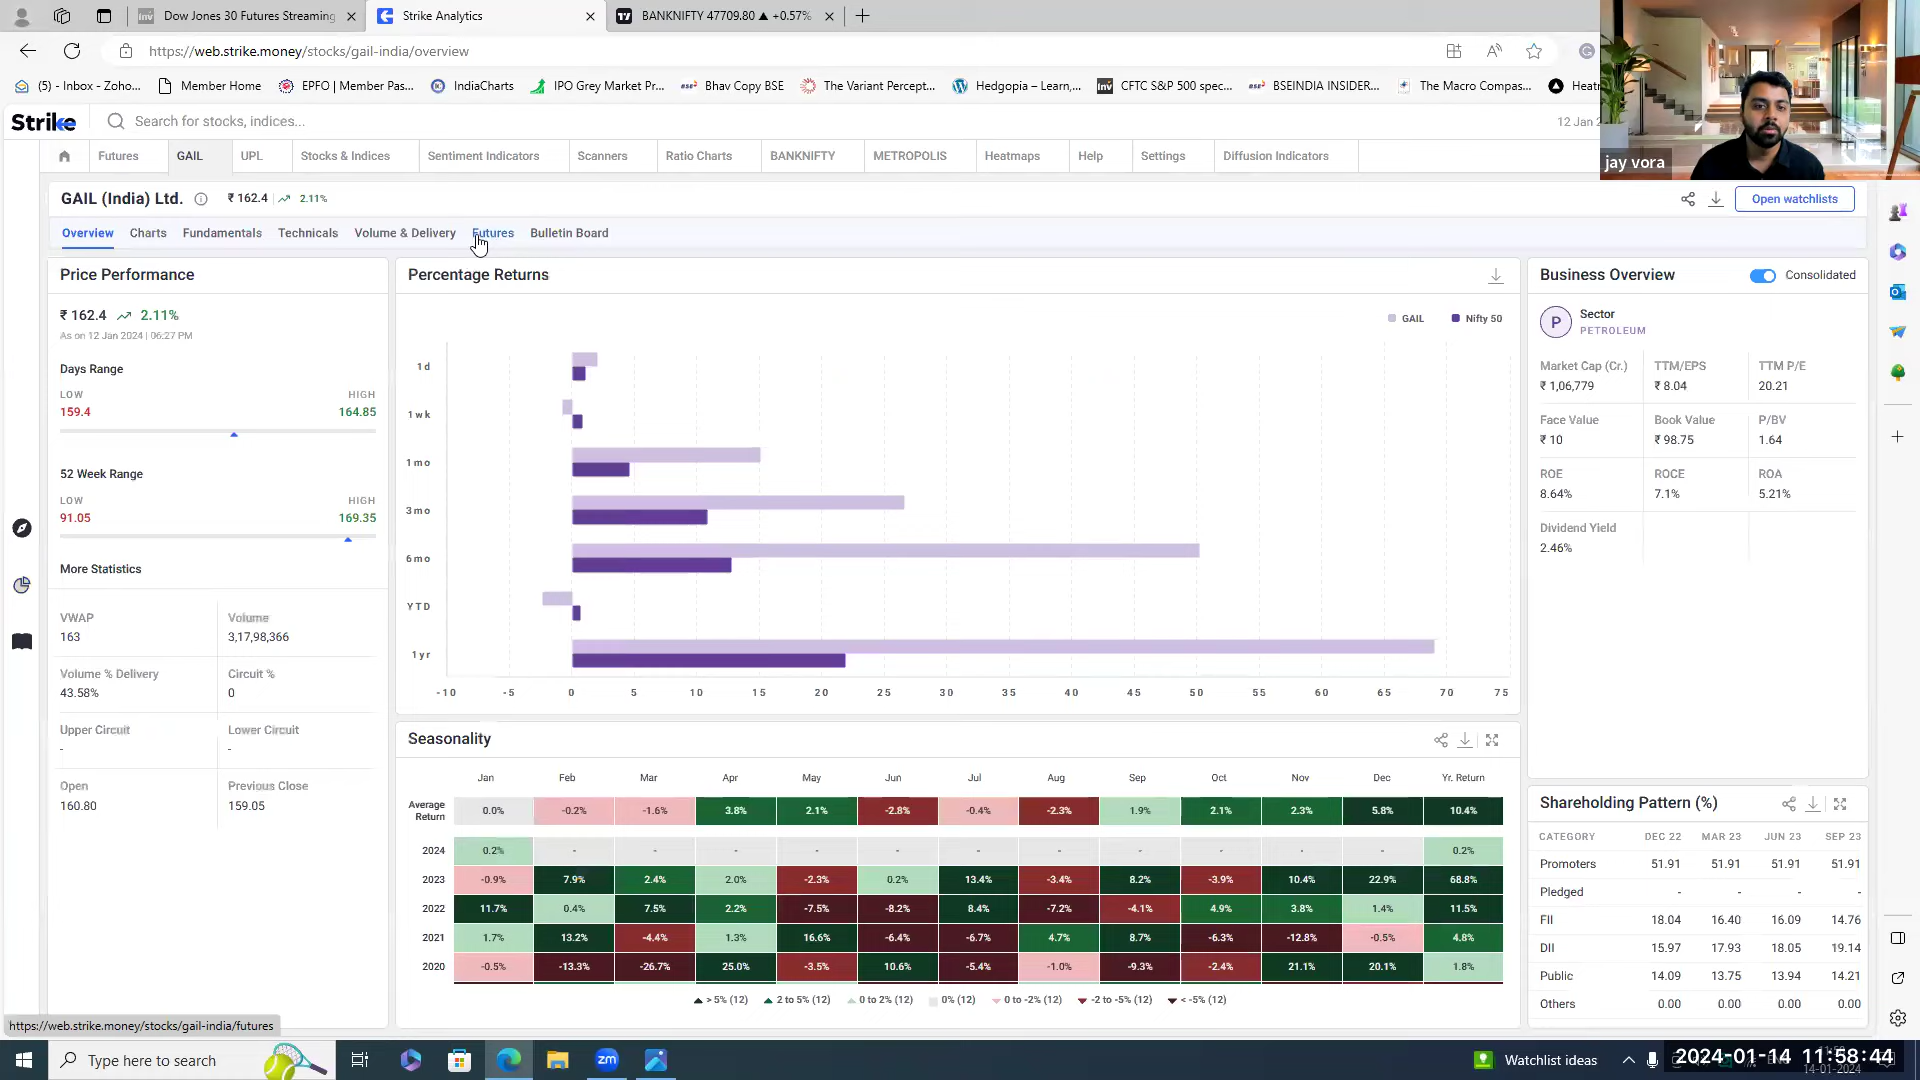 Dow Jones 30 Futures Streaming
Strike Analytics
BANKNIFTY 47709.80 ▲ +0.57%
https://web.strike.money/stocks/gail-india/overview
(5) - Inbox - Zoho...
Member Home
EPFO | Member Pas...
IndiaCharts
IPO Grey Market Pr...
Bhav Copy BSE
The Variant Percept...
Hedgopia – Learn,...
CFTC S&P 500 spec...
BSEINDIA INSIDER...
The Macro Compas...
Strike
Search for stocks, indices...
12 Jan
Futures
GAIL
UPL
Stocks & Indices
Sentiment Indicators
Scanners
Ratio Charts
BANKNIFTY
METROPOLIS
Heatmaps
Help
Settings
Diffusion Indicators
jay vora
GAIL (India) Ltd.
₹ 162.4 2.11%
Open watchlists
Overview Charts Fundamentals Technicals Volume & Delivery Futures Bulletin Board
Price Performance
₹ 162.4 2.11%
As on 12 Jan 2024 | 06:27 PM
Days Range
LOW HIGH
159.4 164.85
52 Week Range
LOW HIGH
91.05 169.35
More Statistics
VWAP Volume
163 3,17,98,366
Volume % Delivery Circuit %
43.58% 0
Upper Circuit Lower Circuit
- -
Open Previous Close
160.80 159.05
Percentage Returns
GAIL Nifty 50
1d
1wk
1mo
3mo
6mo
YTD
1yr
-10 -5 0 5 10 15 20 25 30 35 40 45 50 55 60 65 70 75
Seasonality
Jan Feb Mar Apr May Jun Jul Aug Sep Oct Nov Dec Yr. Return
Average Return 0.0% -0.2% -1.6% 3.8% 2.1% -2.8% -0.4% -2.3% 1.9% 2.1% 2.3% 5.8% 10.4%
2024 0.2% - - - - - - - - - - - 0.2%
2023 -0.9% 7.9% 2.4% 2.0% -2.3% 0.2% 13.4% -3.4% 8.2% -3.9% 10.4% 22.9% 68.8%
2022 11.7% 0.4% 7.5% 2.2% -7.5% -8.2% 8.4% -7.2% -4.1% 4.9% 3.8% 1.4% 11.5%
2021 1.7% 13.2% -4.4% 1.3% 16.6% -6.4% -6.7% 4.7% 8.7% -6.3% -12.8% -0.5% 4.8%
2020 -0.5% -13.3% -26.7% 25.0% -3.5% 10.6% -5.4% -1.0% -9.3% -2.4% 21.1% 20.1% 1.8%
> 5% (12) 2 to 5% (12) 0 to 2% (12) 0% (12) 0 to -2% (12) -2 to -5% (12) < -5% (12)
Business Overview
Consolidated
P
Sector
PETROLEUM
Market Cap (Cr.) TTM/EPS TTM P/E
₹ 1,06,779 ₹ 8.04 20.21
Face Value Book Value P/BV
₹ 10 ₹ 98.75 1.64
ROE ROCE ROA
8.64% 7.1% 5.21%
Dividend Yield
2.46%
Shareholding Pattern (%)
CATEGORY DEC 22 MAR 23 JUN 23 SEP 23
Promoters 51.91 51.91 51.91 51.91
Pledged - - - -
FII 18.04 16.40 16.09 14.76
DII 15.97 17.93 18.05 19.14
Public 14.09 13.75 13.94 14.21
Others 0.00 0.00 0.00 0.00
https://web.strike.money/stocks/gail-india/futures
Type here to search
zm
Watchlist ideas
2024-01-14 11:58:44
14-01-2024